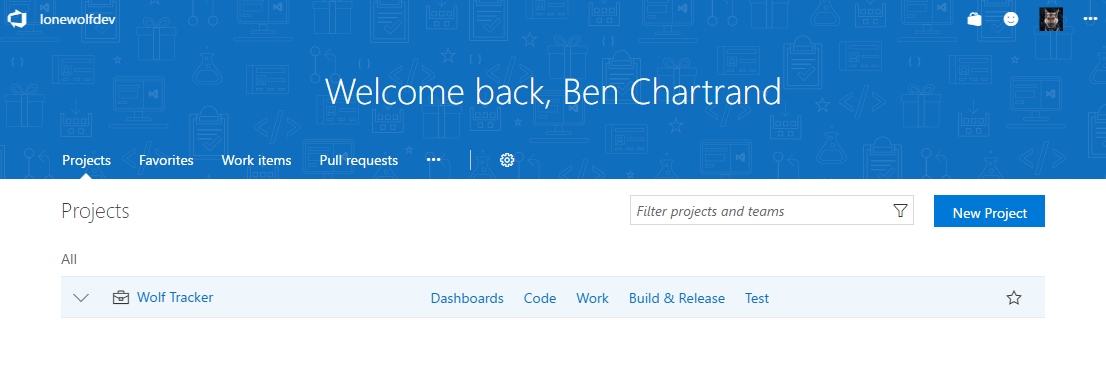 lonewolfdev
Welcome back, Ben Chartrand
Projects Favorites Work items Pull requests
Projects
Filter projects and teams
New Project
All
Wolf Tracker Dashboards Code Work Build & Release Test